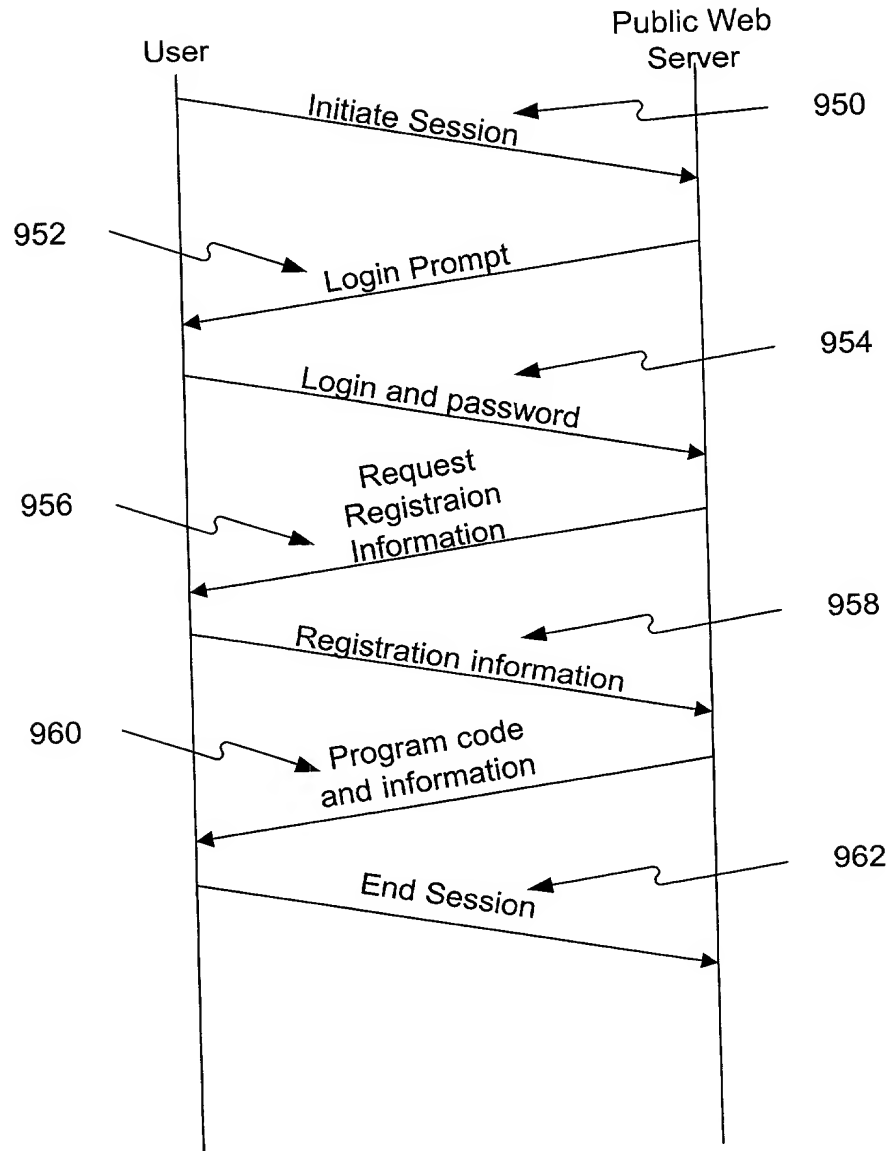 User
Public Web
Server
Initiate Session
950
952
Login Prompt
954
Login and password
956
Request
Registraion
Information
958
Registration information
960
Program code
and information
962
End Session